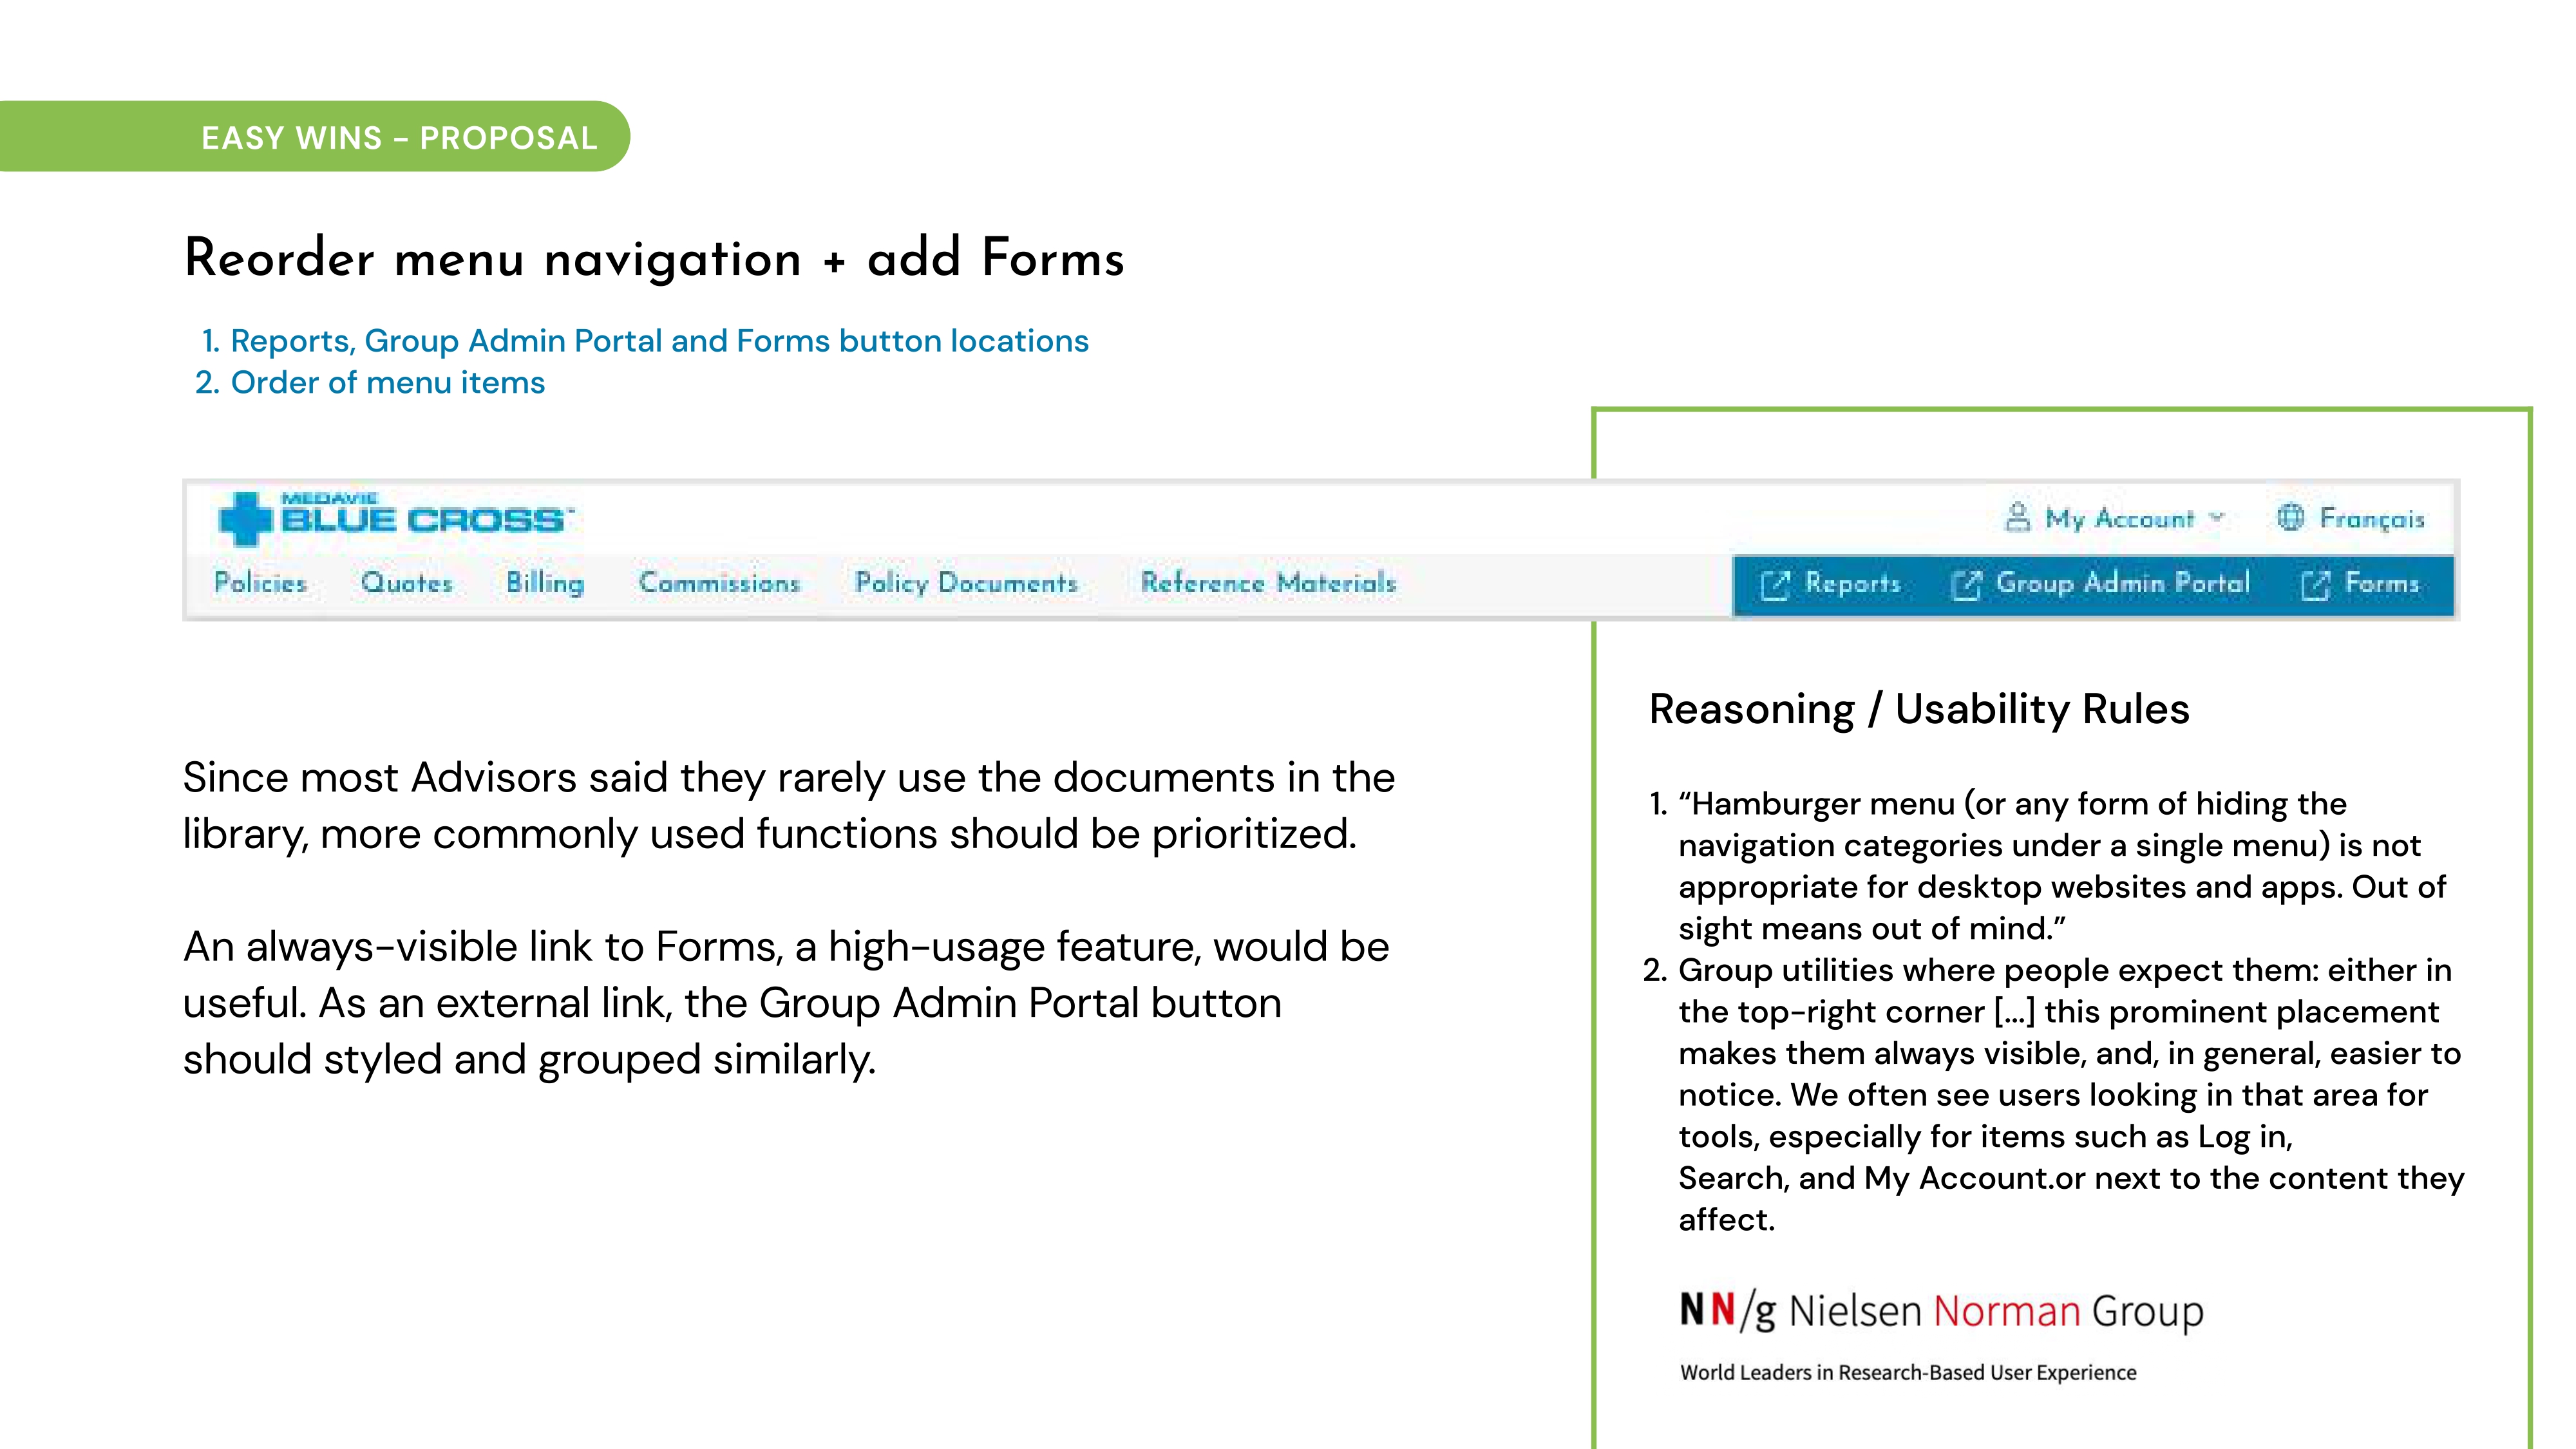 EASY WINS – PROPOSAL
Reorder menu navigation + add Forms
1. Reports, Group Admin Portal and Forms button locations
2. Order of menu items
MEDAVIE
BLUE CROSS™
My Account
Français
Policies Quotes Billing Commissions Policy Documents Reference Materials
Reports Group Admin Portal Forms
Since most Advisors said they rarely use the documents in the
library, more commonly used functions should be prioritized.
An always-visible link to Forms, a high-usage feature, would be
useful. As an external link, the Group Admin Portal button
should styled and grouped similarly.
Reasoning / Usability Rules
1. “Hamburger menu (or any form of hiding the
navigation categories under a single menu) is not
appropriate for desktop websites and apps. Out of
sight means out of mind.”
2. Group utilities where people expect them: either in
the top-right corner [...] this prominent placement
makes them always visible, and, in general, easier to
notice. We often see users looking in that area for
tools, especially for items such as Log in,
Search, and My Account.or next to the content they
affect.
NN/g Nielsen Norman Group
World Leaders in Research-Based User Experience